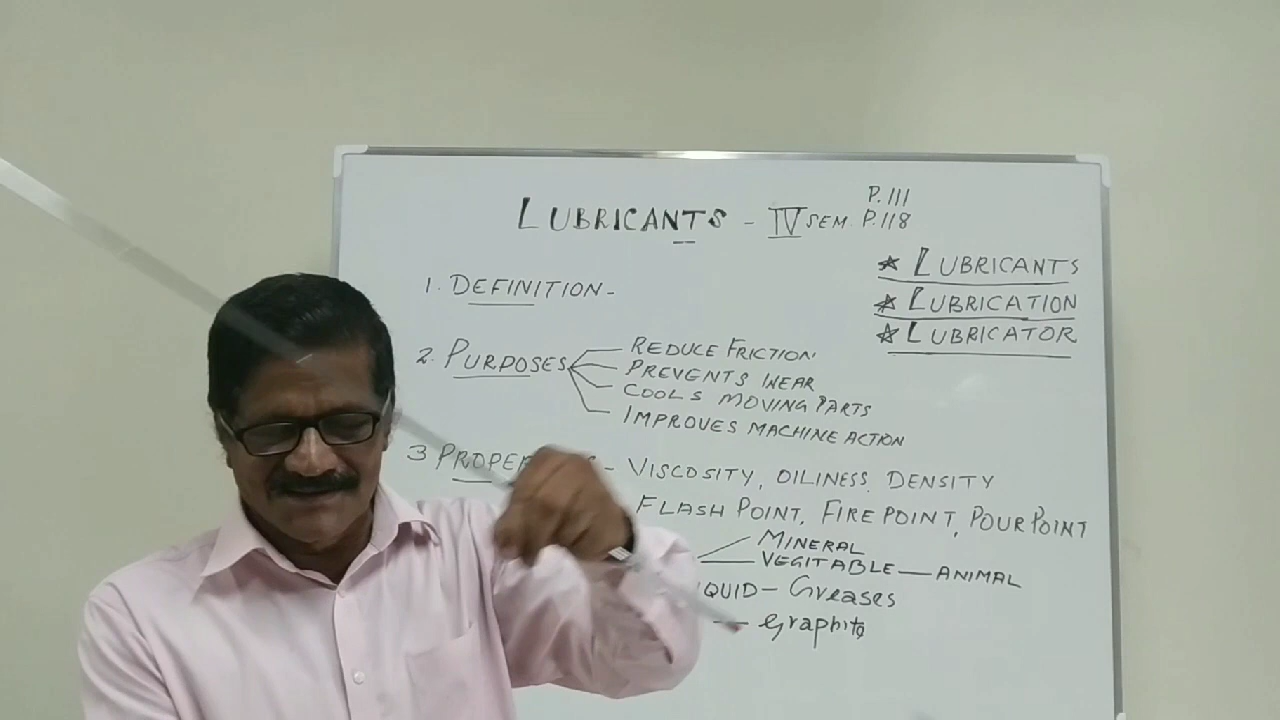 P.111
LUBRICANTS - IV SEM. P.118
* LUBRICANTS
* LUBRICATION
* LUBRICATOR
1. DEFINITION -
2. PURPOSES
REDUCE FRICTION
PREVENTS WEAR
COOLS MOVING PARTS
IMPROVES MACHINE ACTION
3 - VISCOSITY, OILINESS, DENSITY
FLASH POINT, FIRE POINT, POUR POINT
MINERAL
VEGITABLE — ANIMAL
- Greases
— Graphite